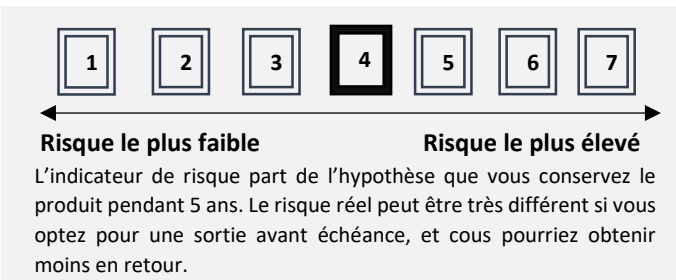 1 2 3 4 5 6 7
Risque le plus faible Risque le plus élevé
L'indicateur de risque part de l'hypothèse que vous conservez le
produit pendant 5 ans. Le risque réel peut être très différent si vous
optez pour une sortie avant échéance, et cous pourriez obtenir
moins en retour.